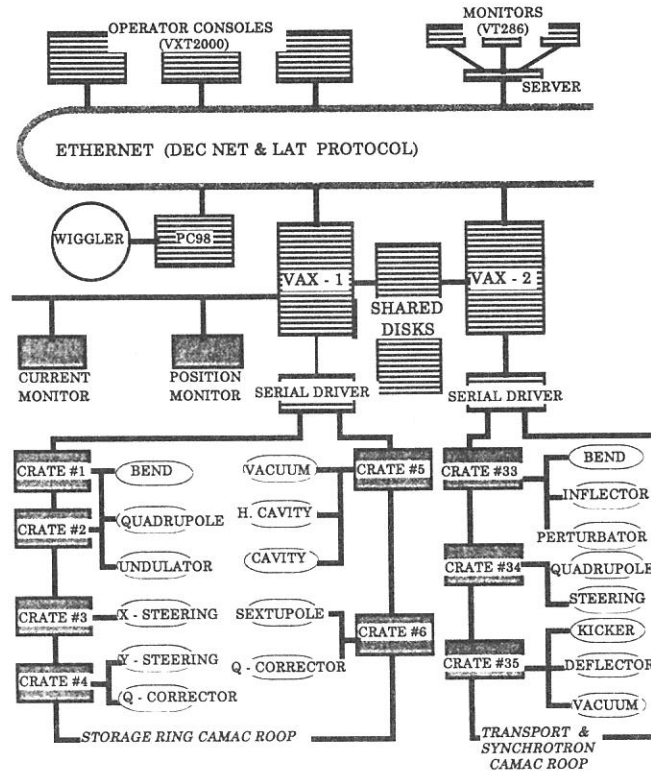 OPERATOR CONSOLES
(VXT2000)
MONITORS
(VT286)
SERVER
ETHERNET (DEC NET & LAT PROTOCOL)
WIGGLER
PC98
VAX - 1
VAX - 2
SHARED
DISKS
CURRENT
MONITOR
POSITION
MONITOR
SERIAL DRIVER
SERIAL DRIVER
CRATE #1
BEND
CRATE #2
QUADRUPOLE
UNDULATOR
CRATE #3
X - STEERING
CRATE #4
Y - STEERING
Q - CORRECTOR
VACUUM
CRATE #5
H. CAVITY
CAVITY
SEXTUPOLE
CRATE #6
Q - CORRECTOR
STORAGE RING CAMAC ROOP
CRATE #33
BEND
INFLECTOR
PERTURBATOR
CRATE #34
QUADRUPOLE
STEERING
CRATE #35
KICKER
DEFLECTOR
VACUUM
TRANSPORT &
SYNCHROTRON
CAMAC ROOP